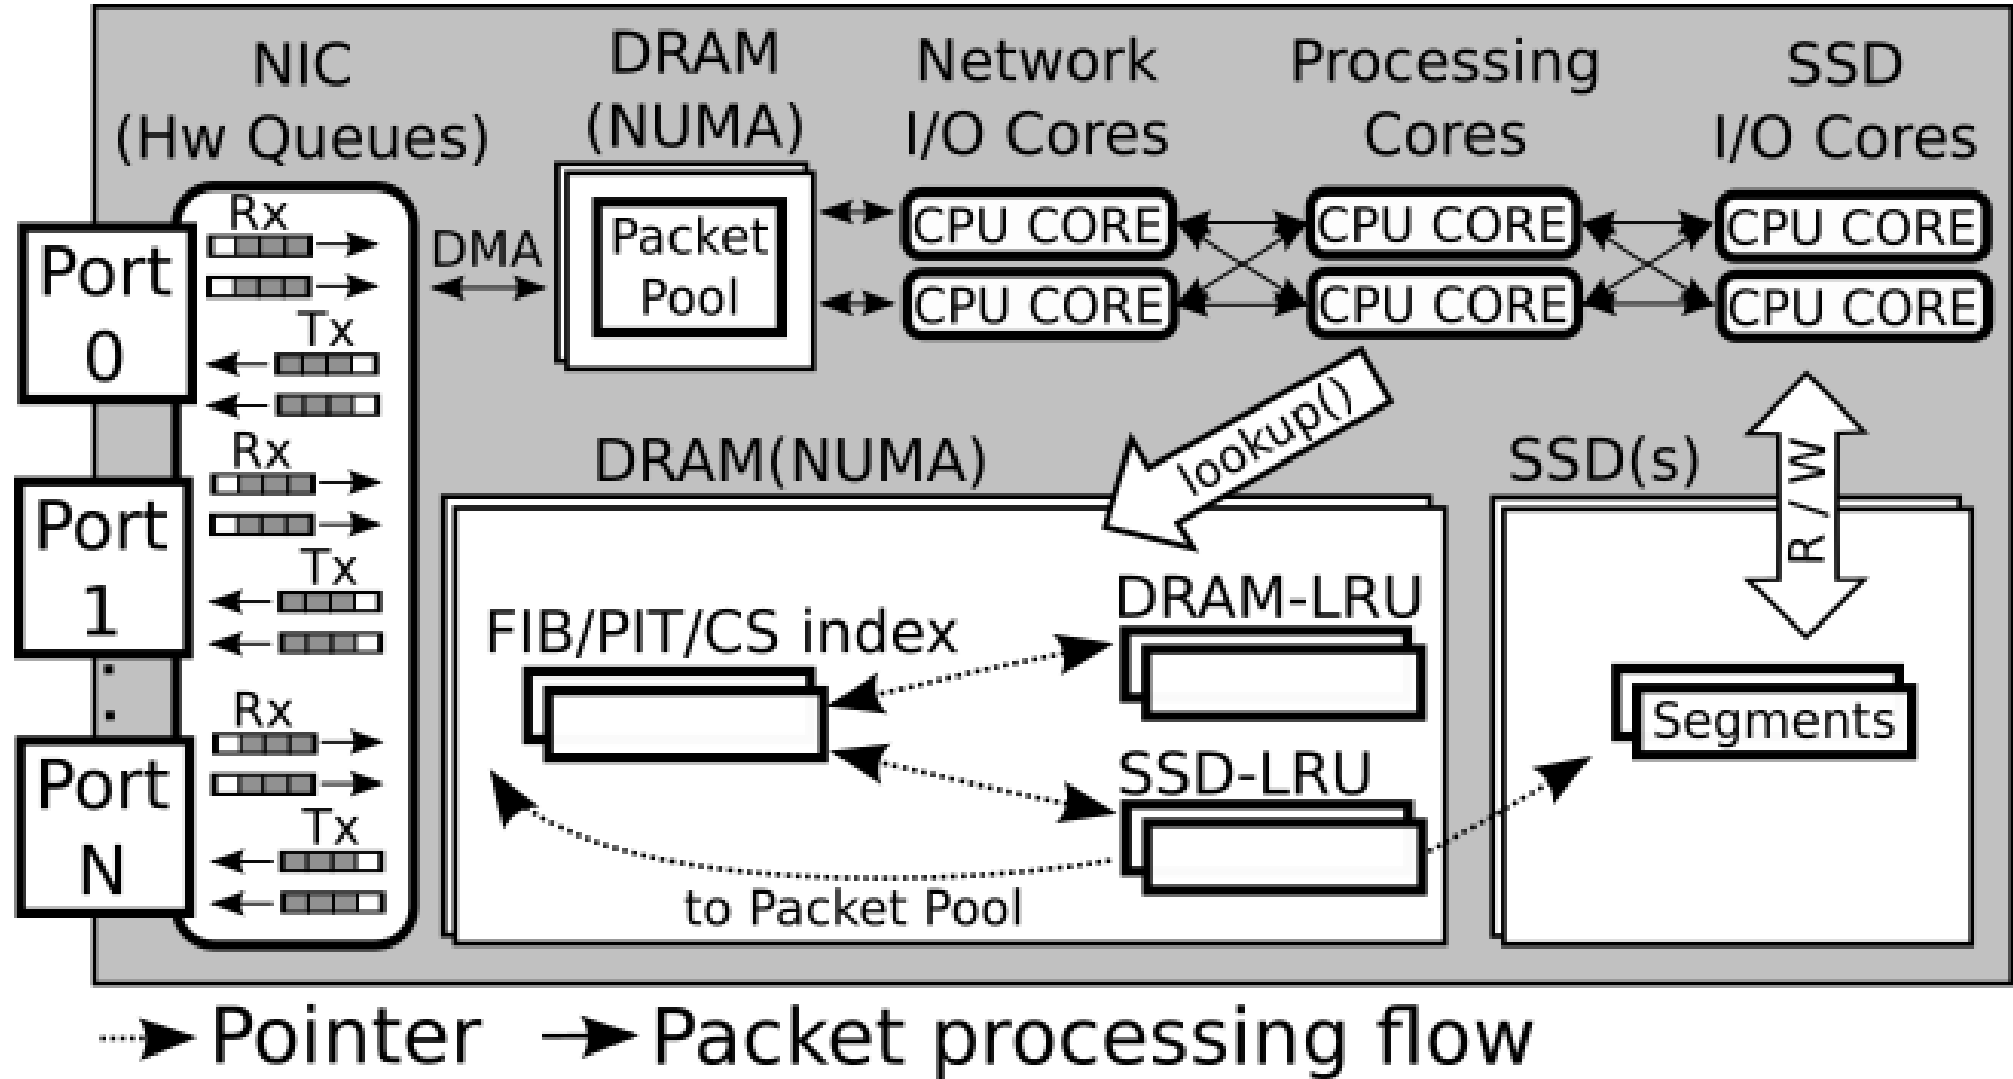 NIC
(Hw Queues)
DRAM
(NUMA)
Network
I/O Cores
Processing
Cores
SSD
I/O Cores
Port
0
Port
1
Port
N
Rx
Tx
Rx
Tx
Rx
Tx
DMA
Packet
Pool
CPU CORE
CPU CORE
CPU CORE
CPU CORE
CPU CORE
CPU CORE
lookup()
DRAM(NUMA)
FIB/PIT/CS index
DRAM-LRU
SSD-LRU
to Packet Pool
SSD(s)
R / W
Segments
Pointer
Packet processing flow